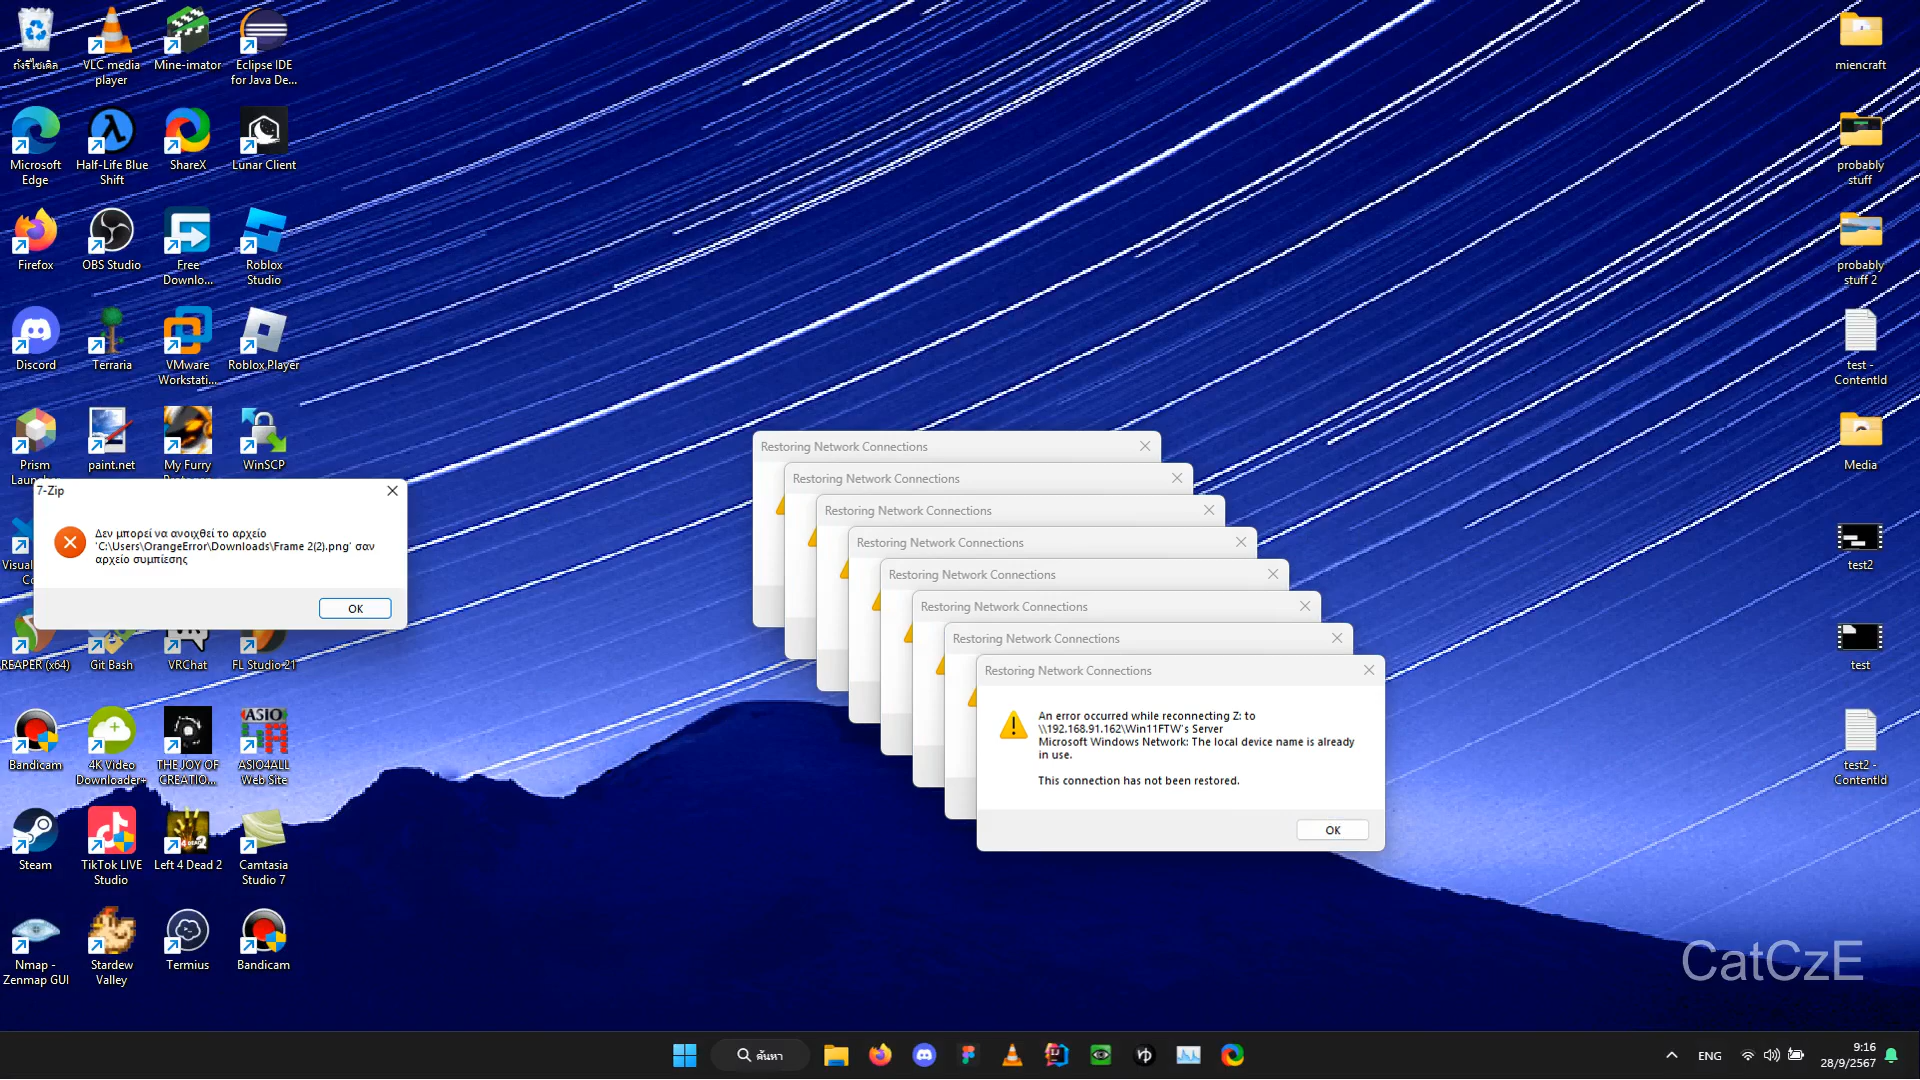 ถังรีไซเคิล
VLC media
player
Mine-imator
Eclipse IDE
for Java De...
Microsoft
Edge
Half-Life Blue
Shift
ShareX
Lunar Client
Firefox
OBS Studio
Free
Downlo...
Roblox
Studio
Discord
Terraria
VMware
Workstati...
Roblox Player
Prism
paint.net
My Furry
WinSCP
7-Zip
Δεν μπορεί να ανοιχθεί το αρχείο
'C:\Users\OrangeError\Downloads\Frame 2(2).png' σαν
αρχείο συμπίεσης
OK
REAPER (x64)
Git Bash
VRChat
FL Studio 21
Bandicam
4K Video
Downloader+
THE JOY OF
CREATIO...
ASIO4ALL
Web Site
Steam
TikTok LIVE
Studio
Left 4 Dead 2
Camtasia
Studio 7
Nmap -
Zenmap GUI
Stardew
Valley
Termius
Bandicam
Restoring Network Connections
Restoring Network Connections
Restoring Network Connections
Restoring Network Connections
Restoring Network Connections
Restoring Network Connections
Restoring Network Connections
Restoring Network Connections
An error occurred while reconnecting Z: to
\\192.168.91.162\Win11FTW's Server
Microsoft Windows Network: The local device name is already
in use.
This connection has not been restored.
OK
miencraft
probably
stuff
probably
stuff 2
test -
ContentId
Media
test2
test
test2 -
ContentId
CatCzE
ค้นหา
ENG
9:16
28/9/2567